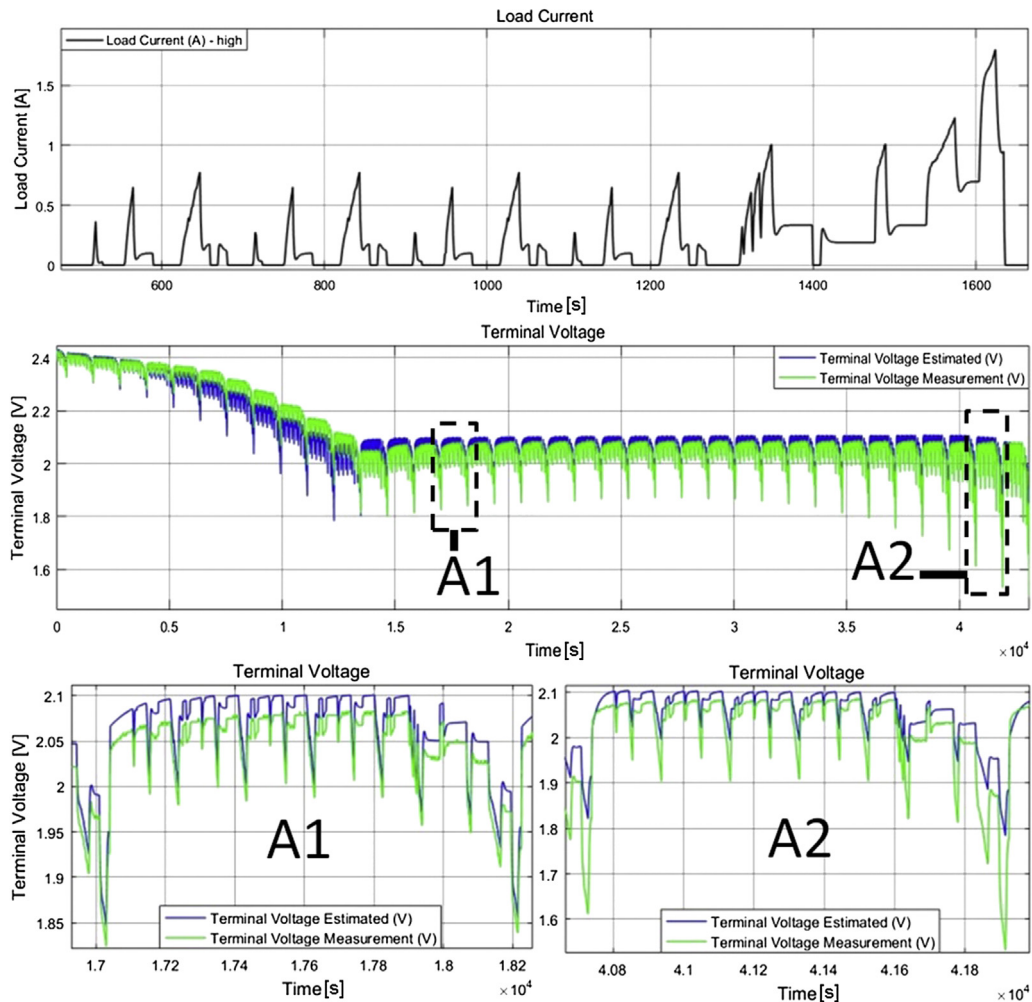 Load Current
Load Current (A) - high
Load Current [A]
1.5
1
0.5
0
600
800
1000
1200
1400
1600
Time [s]
Terminal Voltage
Terminal Voltage Estimated (V)
Terminal Voltage Measurement (V)
Terminal Voltage [V]
2.4
2.2
2
1.8
1.6
A1
A2
0
0.5
1
1.5
2
2.5
3
3.5
4
Time [s]
×10⁴
Terminal Voltage
Terminal Voltage [V]
2.1
2.05
2
1.95
1.9
1.85
A1
Terminal Voltage Estimated (V)
Terminal Voltage Measurement (V)
1.7
1.72
1.74
1.76
1.78
1.8
1.82
Time [s]
×10⁴
Terminal Voltage
2.1
2
1.9
1.8
1.7
1.6
A2
Terminal Voltage Estimated (V)
Terminal Voltage Measurement (V)
4.08
4.1
4.12
4.14
4.16
4.18
Time [s]
×10⁴